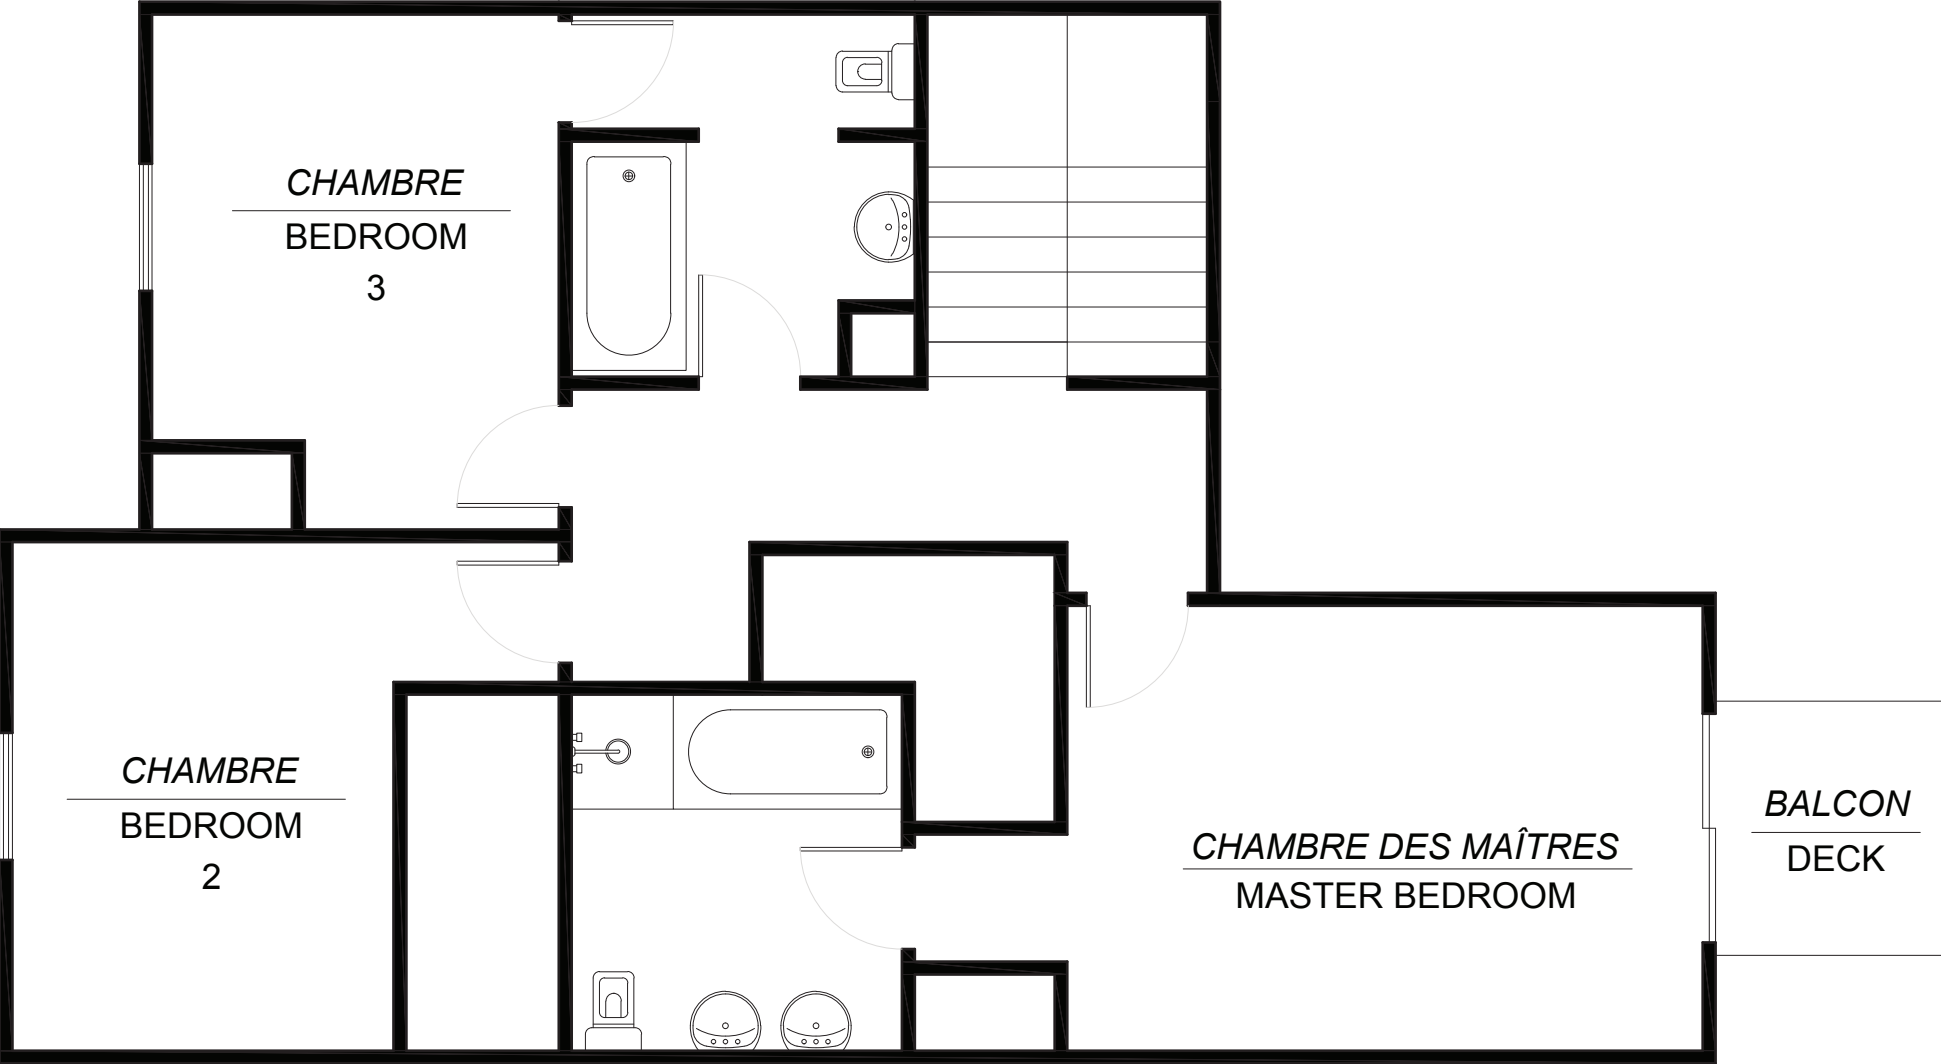 CHAMBRE
BEDROOM
3
CHAMBRE
BEDROOM
2
CHAMBRE DES MAÎTRES
MASTER BEDROOM
BALCON
DECK